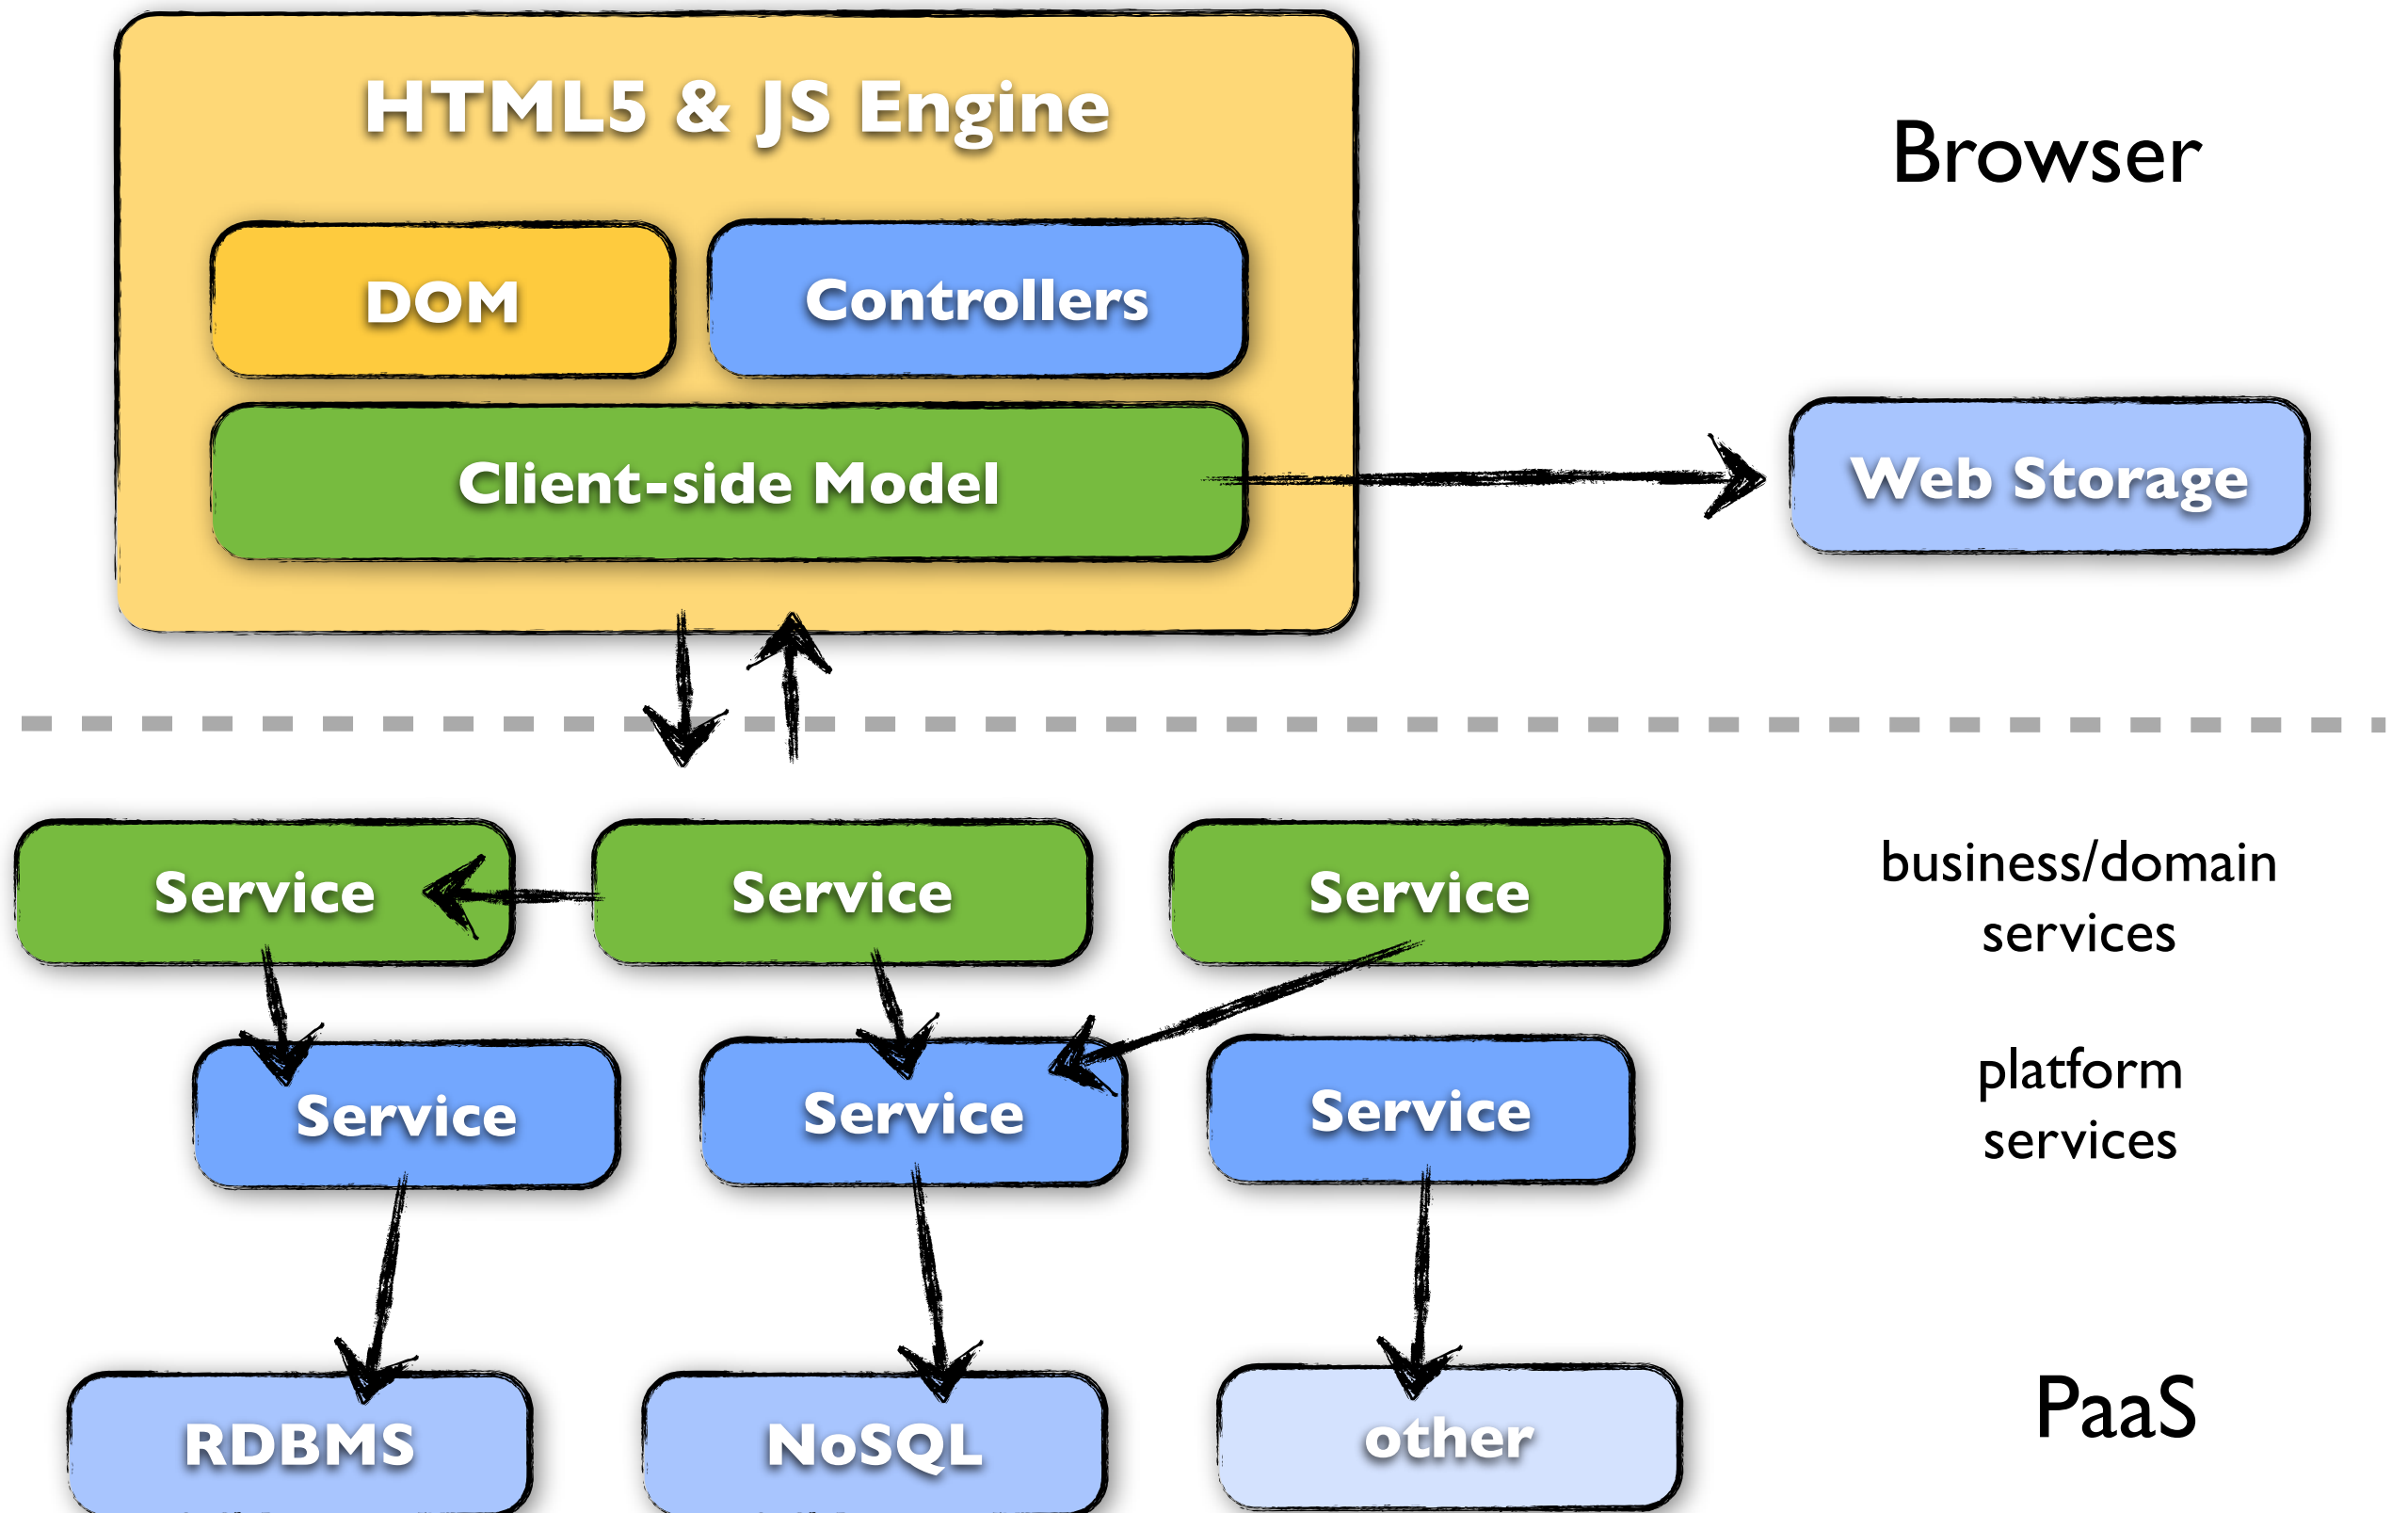 HTML5 & JS Engine
Browser
DOM
Controllers
Client-side Model
Web Storage
Service
Service
Service
business/domain
services
Service
Service
Service
platform
services
RDBMS
NoSQL
other
PaaS